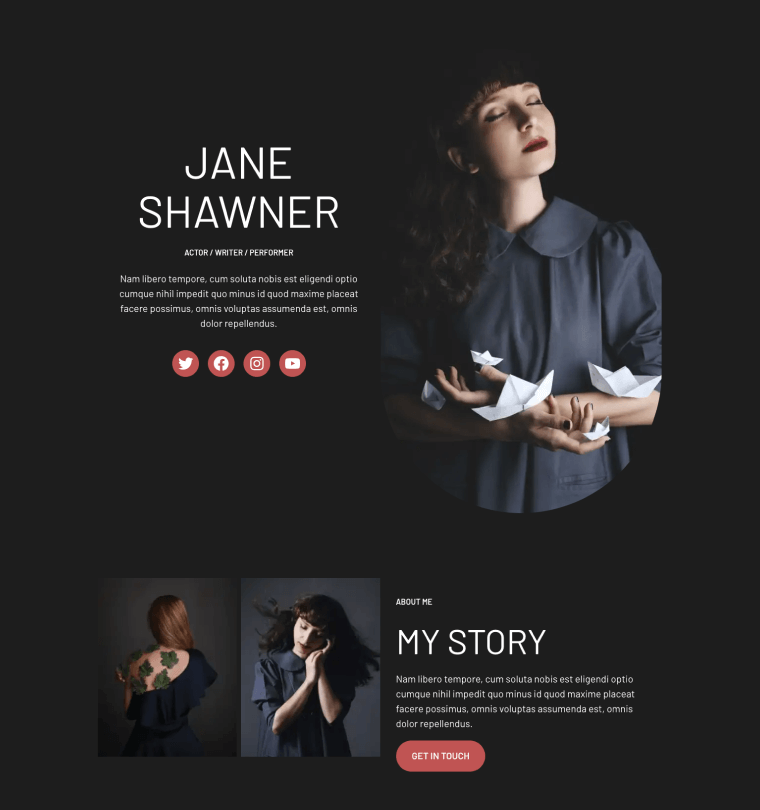 JANE
SHAWNER
ACTOR / WRITER / PERFORMER
Nam libero tempore, cum soluta nobis est eligendi optio
cumque nihil impedit quo minus id quod maxime placeat
facere possimus, omnis voluptas assumenda est, omnis
dolor repellendus.
ABOUT ME
MY STORY
Nam libero tempore, cum soluta nobis est eligendi optio
cumque nihil impedit quo minus id quod maxime placeat
facere possimus, omnis voluptas assumenda est, omnis
dolor repellendus.
GET IN TOUCH